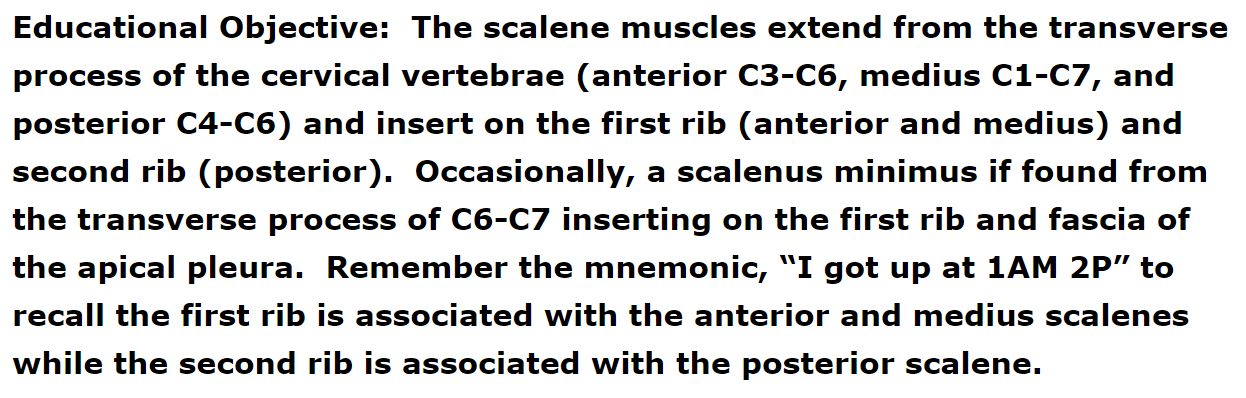 Educational Objective:  The scalene muscles extend from the transverse
process of the cervical vertebrae (anterior C3-C6, medius C1-C7, and
posterior C4-C6) and insert on the first rib (anterior and medius) and
second rib (posterior).  Occasionally, a scalenus minimus if found from
the transverse process of C6-C7 inserting on the first rib and fascia of
the apical pleura.  Remember the mnemonic, “I got up at 1AM 2P” to
recall the first rib is associated with the anterior and medius scalenes
while the second rib is associated with the posterior scalene.